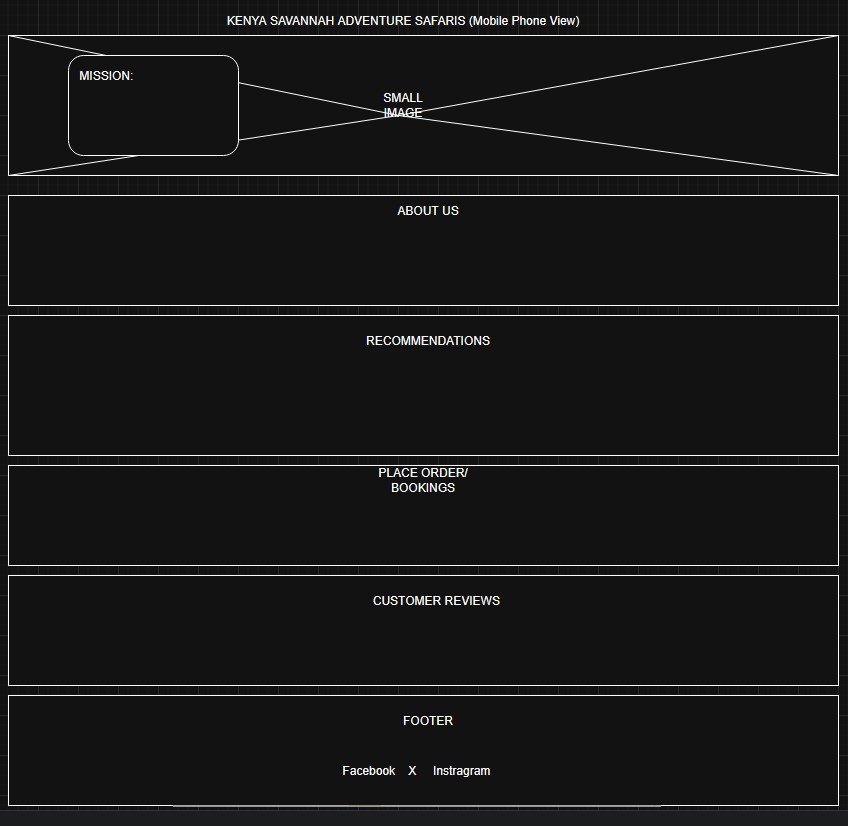 KENYA SAVANNAH ADVENTURE SAFARIS (Mobile Phone View)
MISSION:
SMALL
IMAGE
ABOUT US
RECOMMENDATIONS
PLACE ORDER/
BOOKINGS
CUSTOMER REVIEWS
FOOTER
Facebook X Instragram